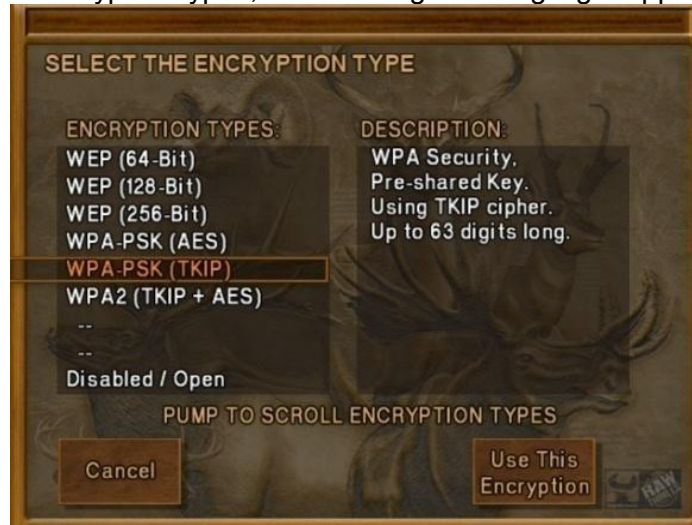 SELECT THE ENCRYPTION TYPE
ENCRYPTION TYPES:
WEP (64-Bit)
WEP (128-Bit)
WEP (256-Bit)
WPA-PSK (AES)
WPA-PSK (TKIP)
WPA2 (TKIP + AES)
--
--
Disabled / Open
DESCRIPTION:
WPA Security,
Pre-shared Key.
Using TKIP cipher.
Up to 63 digits long.
PUMP TO SCROLL ENCRYPTION TYPES
Cancel
Use This
Encryption
RAW